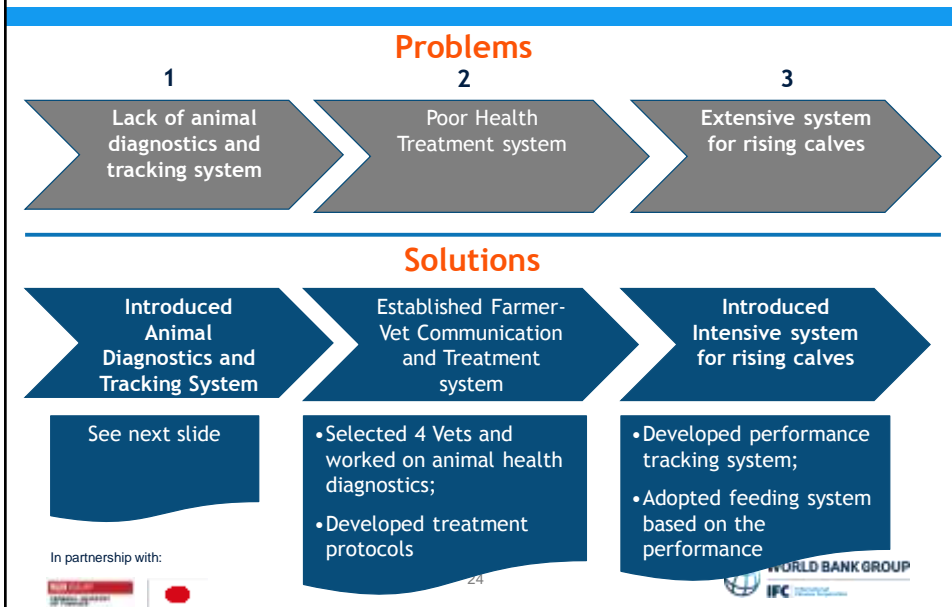 Problems
1
2
3
Lack of animal
diagnostics and
tracking system
Poor Health
Treatment system
Extensive system
for rising calves
Solutions
Introduced
Animal
Diagnostics and
Tracking System
Established Farmer-
Vet Communication
and Treatment
system
Introduced
Intensive system
for rising calves
See next slide
•Selected 4 Vets and
worked on animal health
diagnostics;
•Developed treatment
protocols
•Developed performance
tracking system;
•Adopted feeding system
based on the
performance
In partnership with:
24
WORLD BANK GROUP
IFC